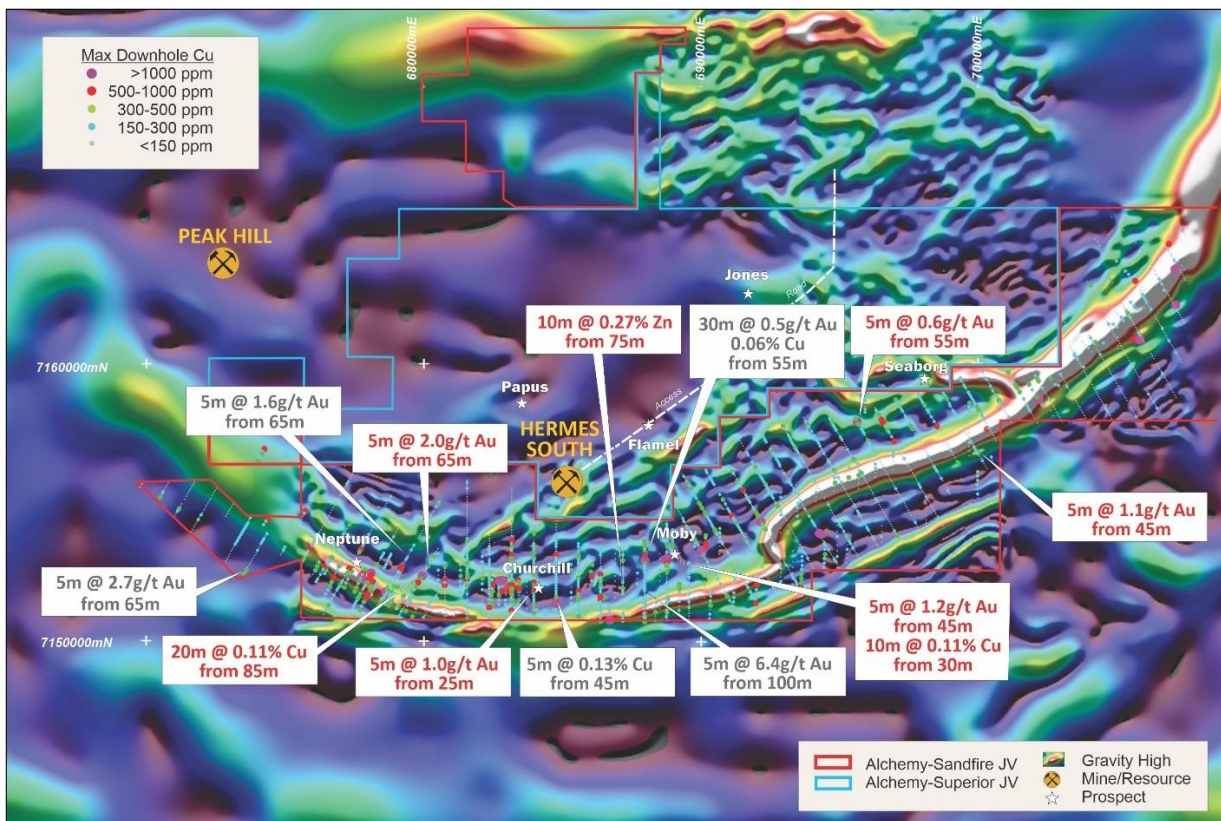 Max Downhole Cu
>1000 ppm
500-1000 ppm
300-500 ppm
150-300 ppm
<150 ppm
680000mE
690000mE
700000mE
PEAK HILL
Jones
Road
10m @ 0.27% Zn
from 75m
30m @ 0.5g/t Au
0.06% Cu
from 55m
5m @ 0.6g/t Au
from 55m
7160000mN
Seaborg
Papus
Access
5m @ 1.6g/t Au
from 65m
5m @ 2.0g/t Au
from 65m
HERMES
SOUTH
Flamel
5m @ 1.1g/t Au
from 45m
Neptune
Moby
Churchill
5m @ 2.7g/t Au
from 65m
7150000mN
20m @ 0.11% Cu
from 85m
5m @ 1.0g/t Au
from 25m
5m @ 0.13% Cu
from 45m
5m @ 6.4g/t Au
from 100m
5m @ 1.2g/t Au
from 45m
10m @ 0.11% Cu
from 30m
Alchemy-Sandfire JV
Alchemy-Superior JV
Gravity High
Mine/Resource
Prospect